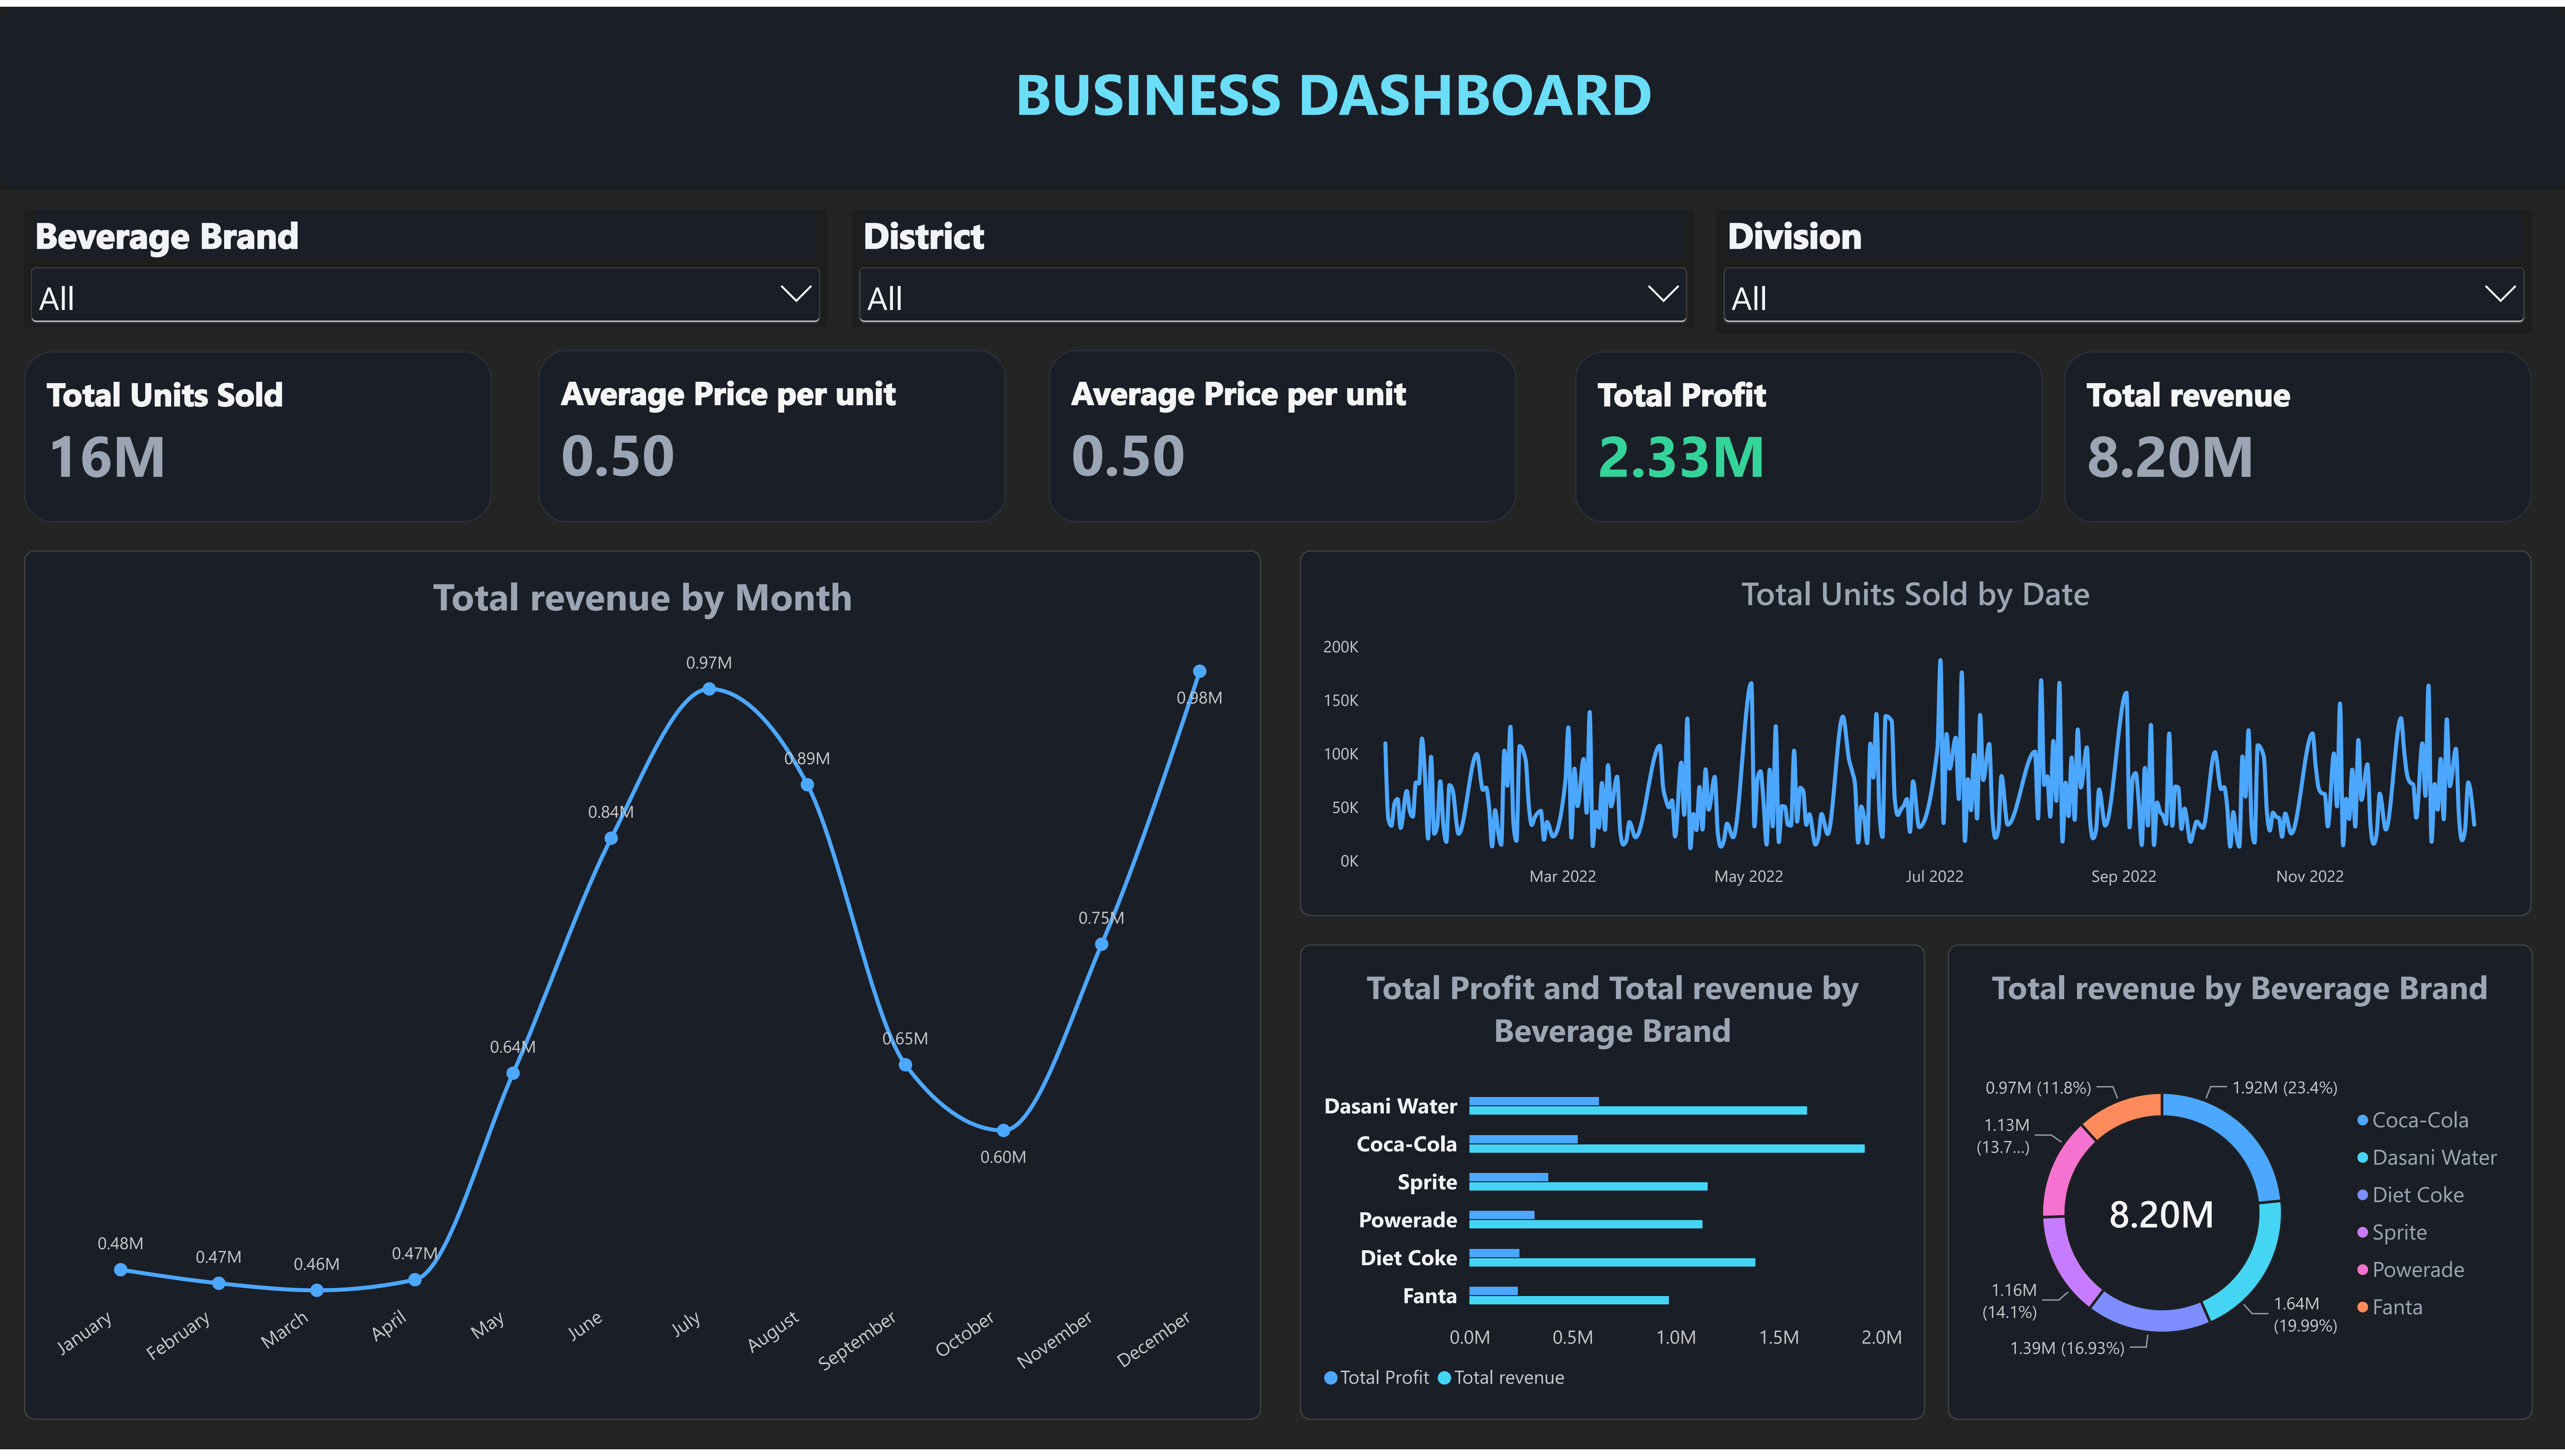 BUSINESS DASHBOARD
Beverage Brand
All
District
All
Division
All
Total Units Sold
16M
Average Price per unit
0.50
Average Price per unit
0.50
Total Profit
2.33M
Total revenue
8.20M
Total revenue by Month
0.48M
0.47M
0.46M
0.47M
0.64M
0.84M
0.97M
0.89M
0.65M
0.60M
0.75M
0.98M
January
February
March
April
May
June
July
August
September
October
November
December
Total Units Sold by Date
200K
150K
100K
50K
0K
Mar 2022
May 2022
Jul 2022
Sep 2022
Nov 2022
Total Profit and Total revenue by
Beverage Brand
Dasani Water
Coca-Cola
Sprite
Powerade
Diet Coke
Fanta
0.0M
0.5M
1.0M
1.5M
2.0M
Total Profit
Total revenue
Total revenue by Beverage Brand
0.97M (11.8%)
1.92M (23.4%)
1.13M
(13.7...)
8.20M
1.16M
(14.1%)
1.64M
(19.99%)
1.39M (16.93%)
Coca-Cola
Dasani Water
Diet Coke
Sprite
Powerade
Fanta